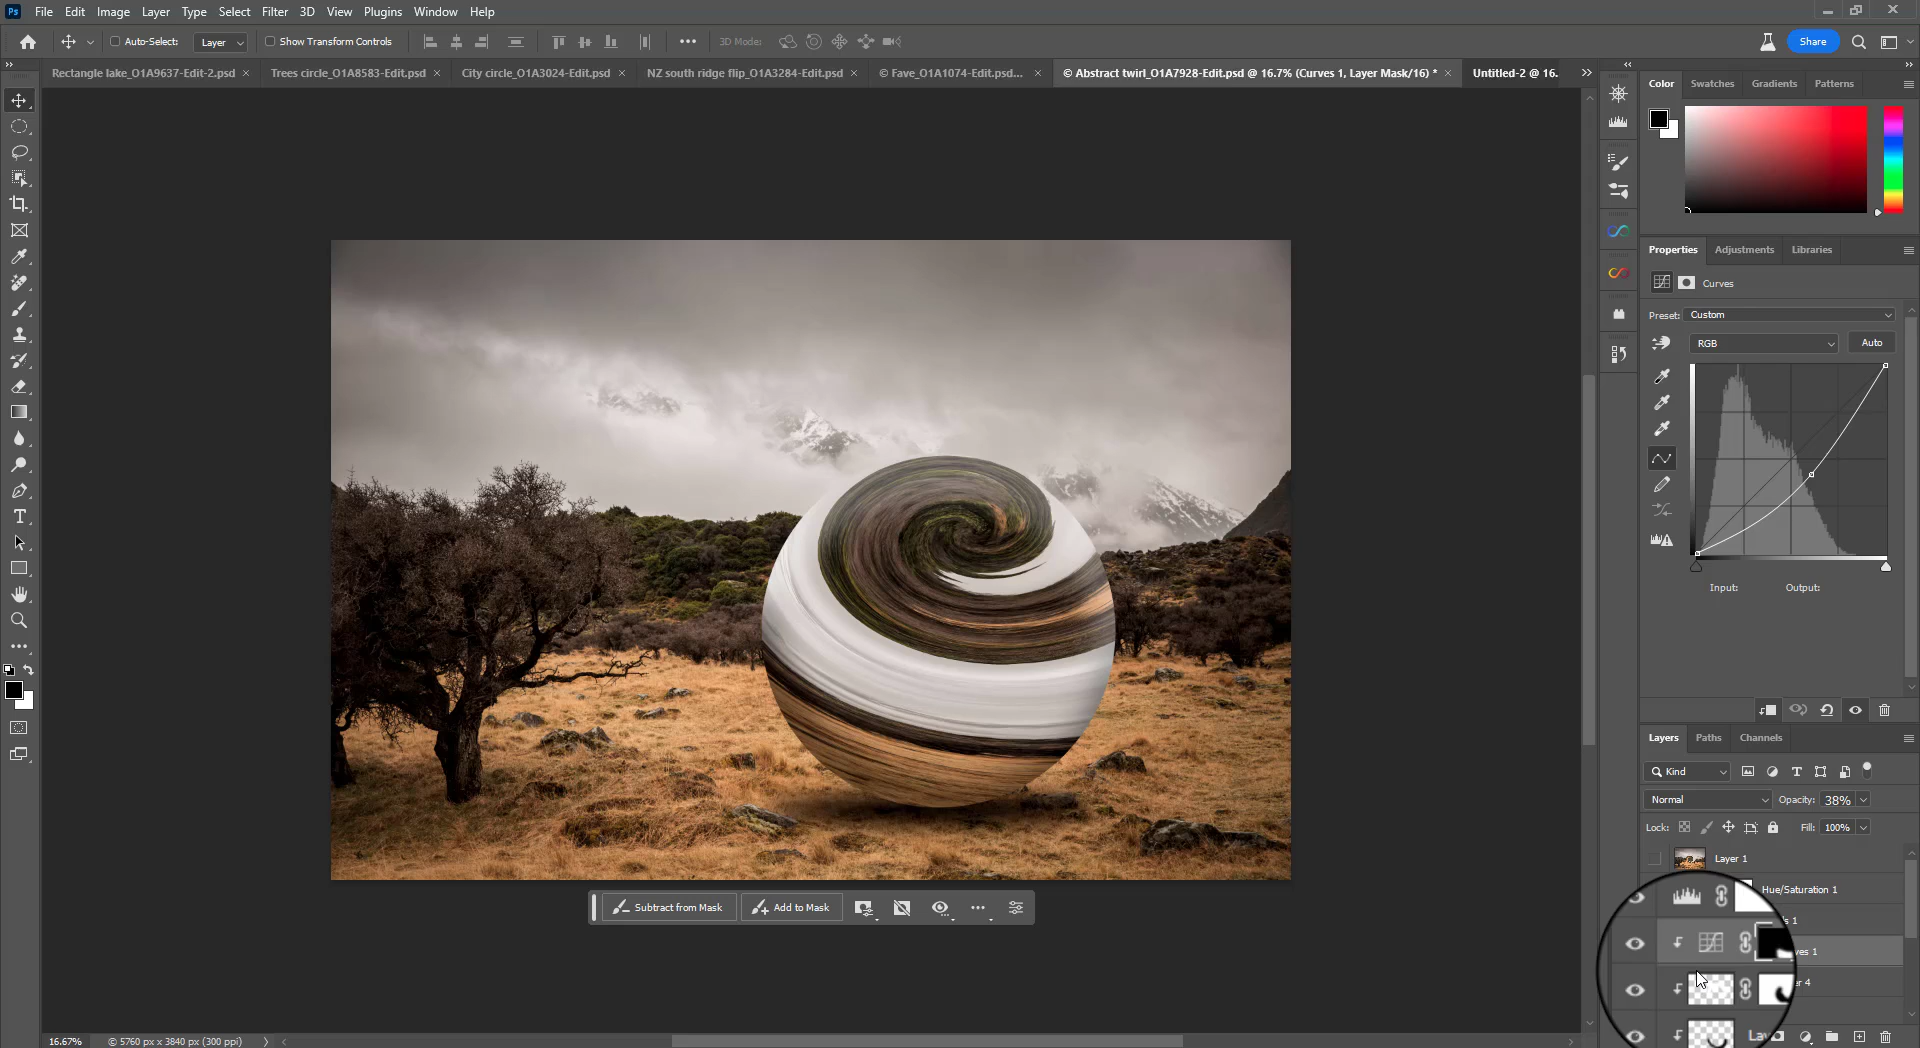 Ps File Edit Image Layer Type Select Filter 3D View Plugins Window Help
Auto-Select: Layer Show Transform Controls 3D Mode: Share
Rectangle lake_O1A9637-Edit-2.psd × Trees circle_O1A8583-Edit.psd × City circle_O1A3024-Edit.psd × NZ south ridge flip_O1A3284-Edit.psd × © Fave_O1A1074-Edit.psd... × © Abstract twirl_O1A7928-Edit.psd @ 16.7% (Curves 1, Layer Mask/16) * × Untitled-2 @ 16.
Color Swatches Gradients Patterns
Properties Adjustments Libraries
Curves
Preset: Custom
RGB Auto
Input: Output:
Layers Paths Channels
Kind
Normal Opacity: 38%
Lock: Fill: 100%
Layer 1
Hue/Saturation 1
s 1
ves 1
er 4
La
Subtract from Mask Add to Mask
16.67% © 5760 px x 3840 px (300 ppi)